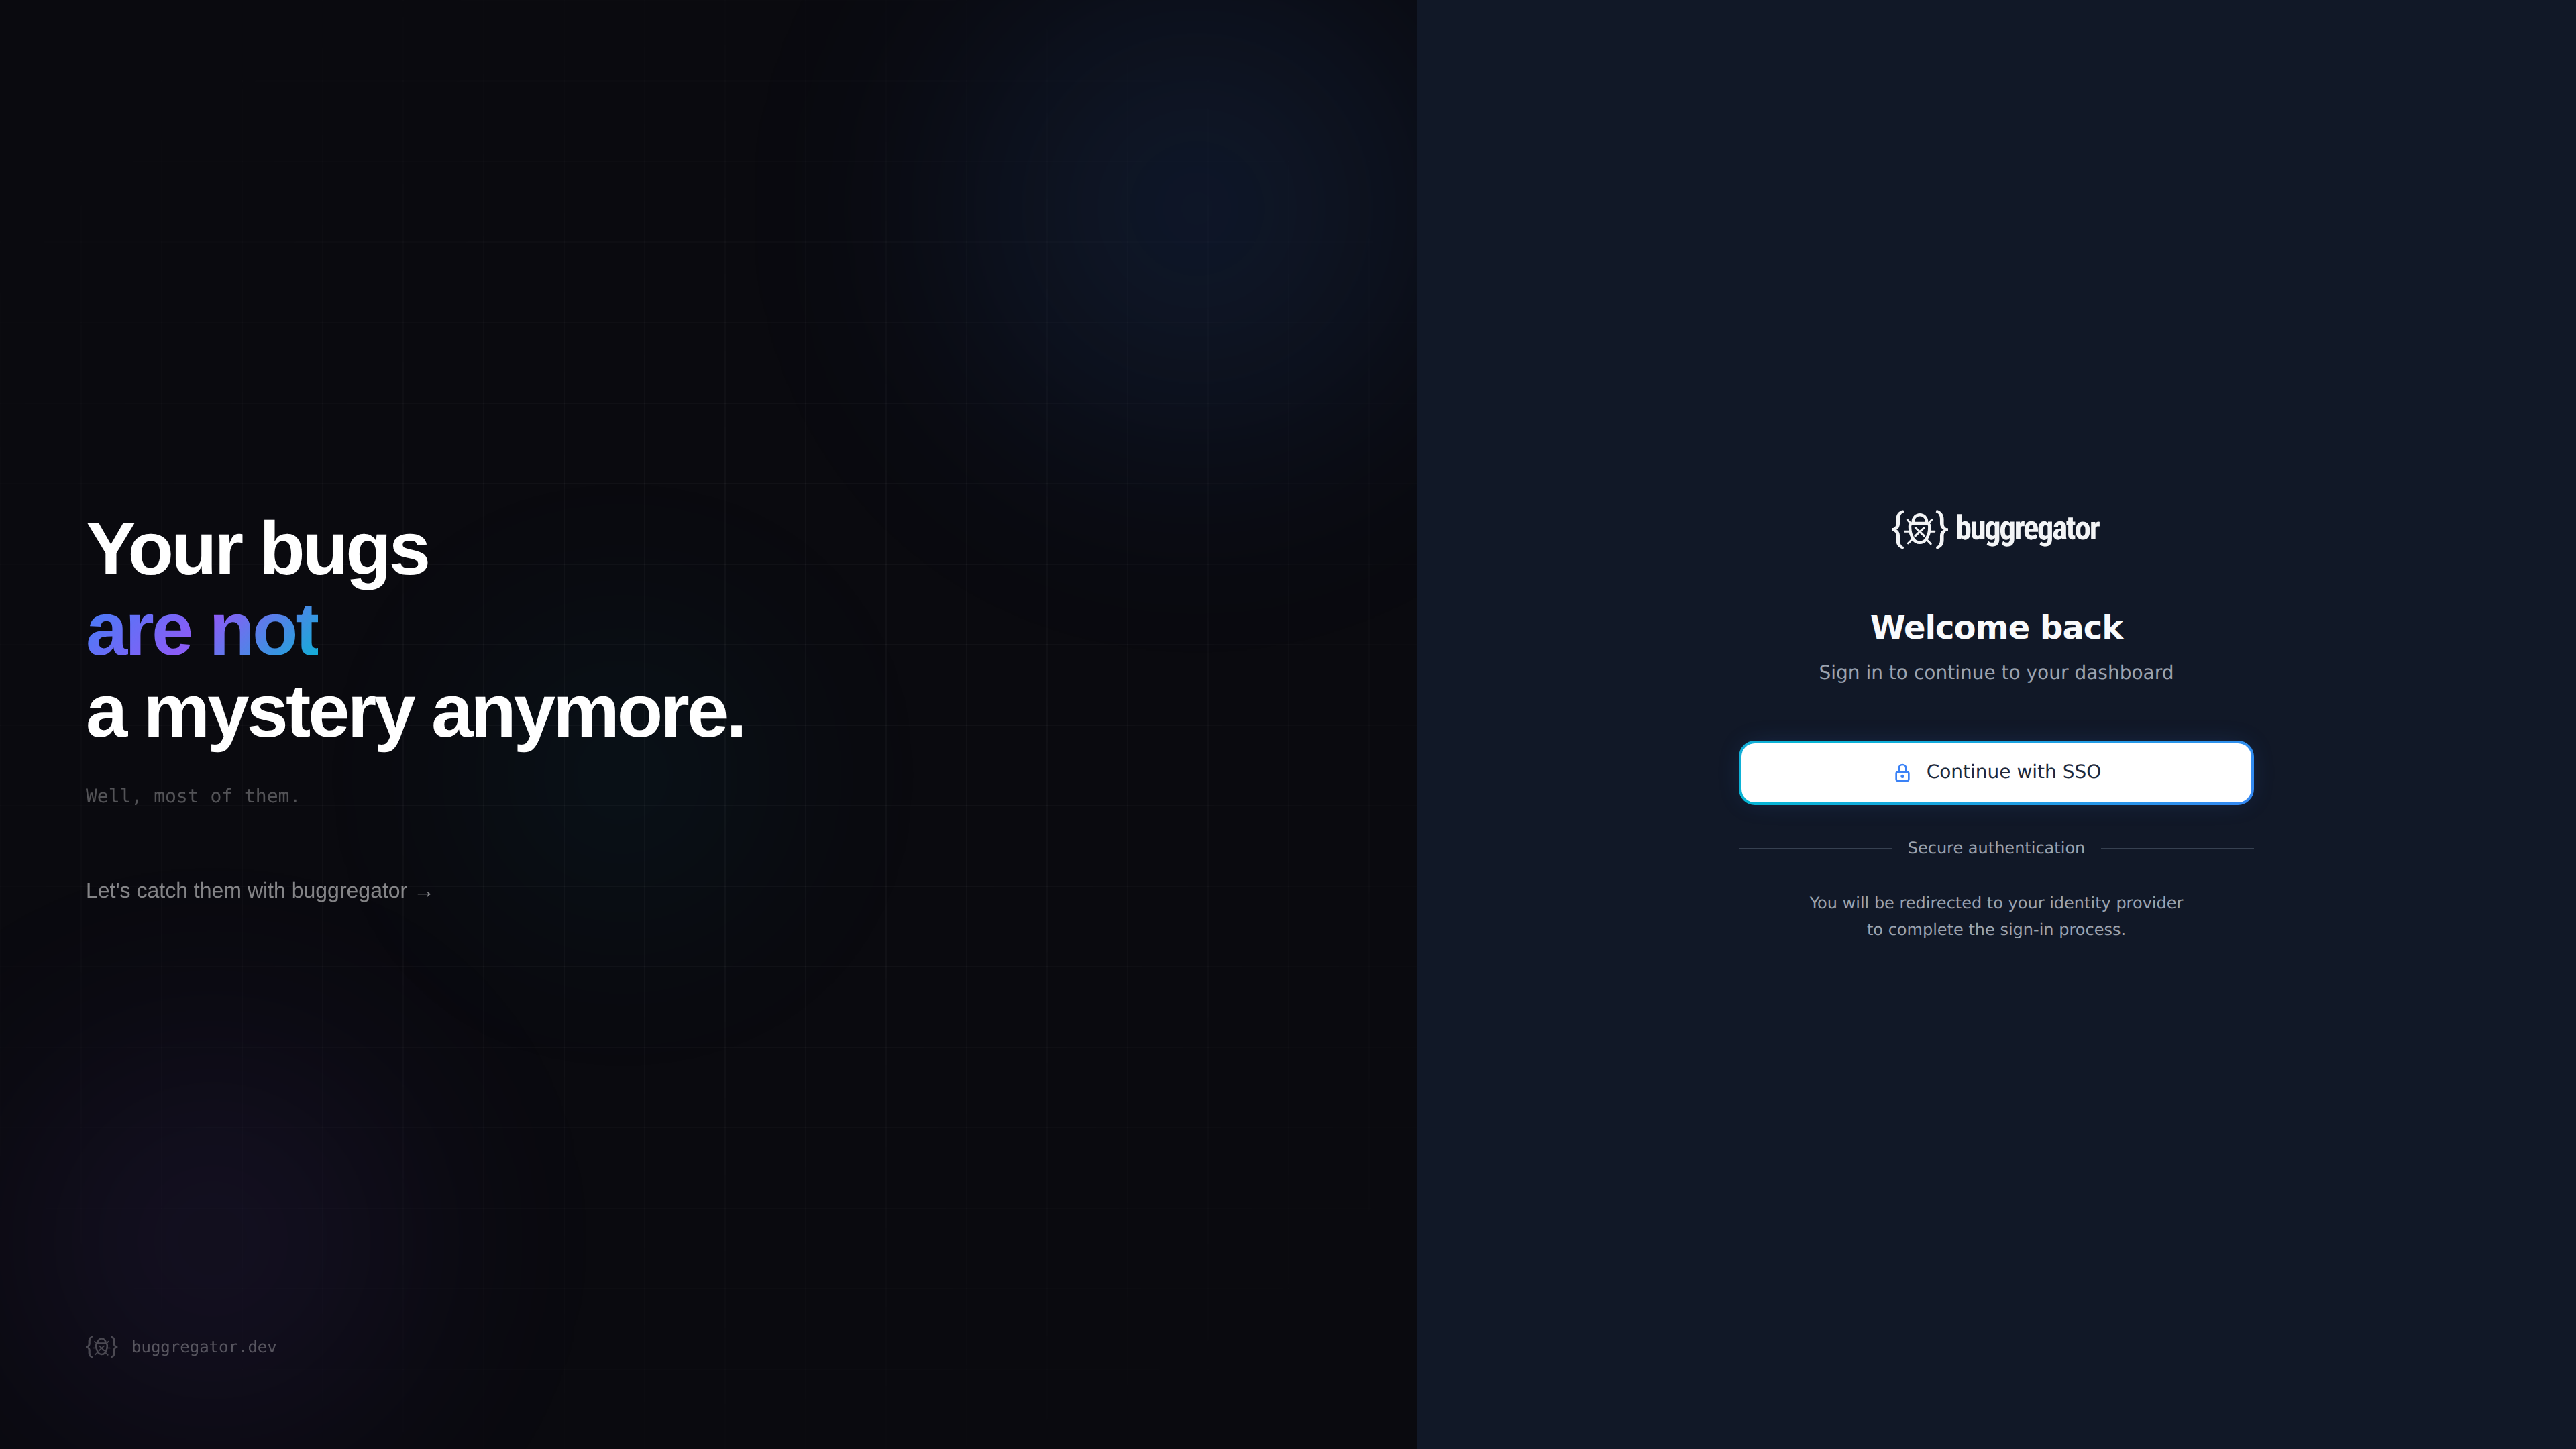 Your bugs
are not
a mystery anymore.
Well, most of them.
Let's catch them with buggregator →
buggregator.dev
buggregator
Welcome back
Sign in to continue to your dashboard
Continue with SSO
Secure authentication
You will be redirected to your identity provider
to complete the sign-in process.